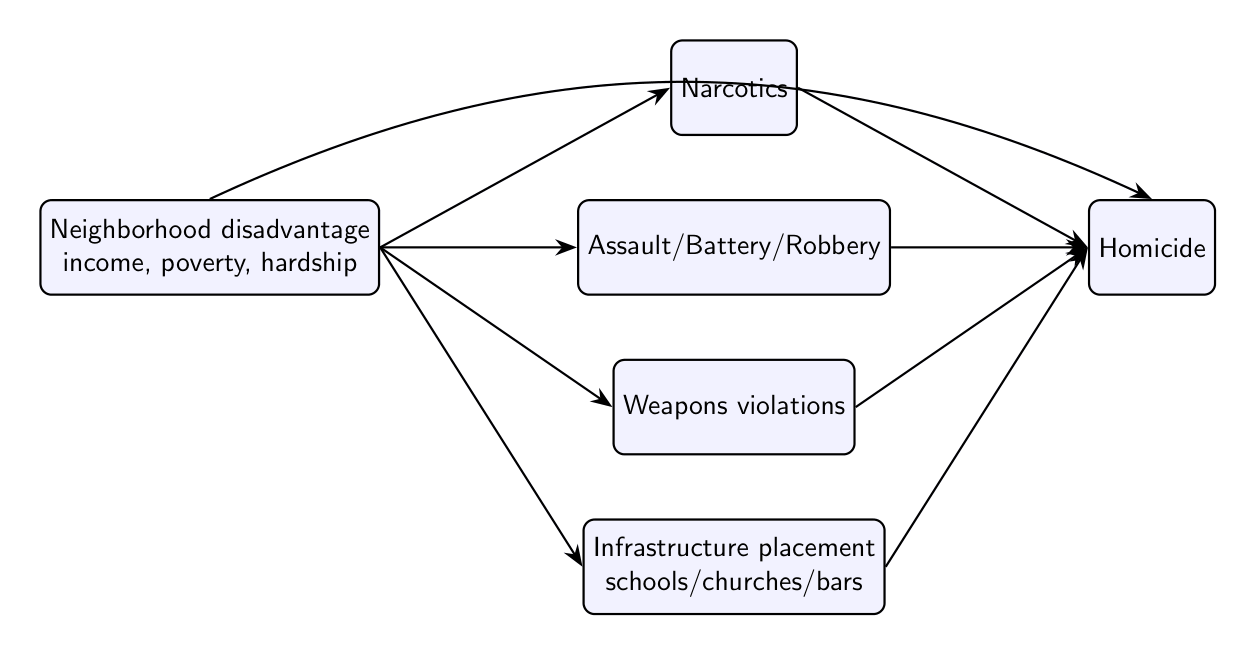 Narcotics
Neighborhood disadvantage
income, poverty, hardship
Assault/Battery/Robbery
Homicide
Weapons violations
Infrastructure placement
schools/churches/bars